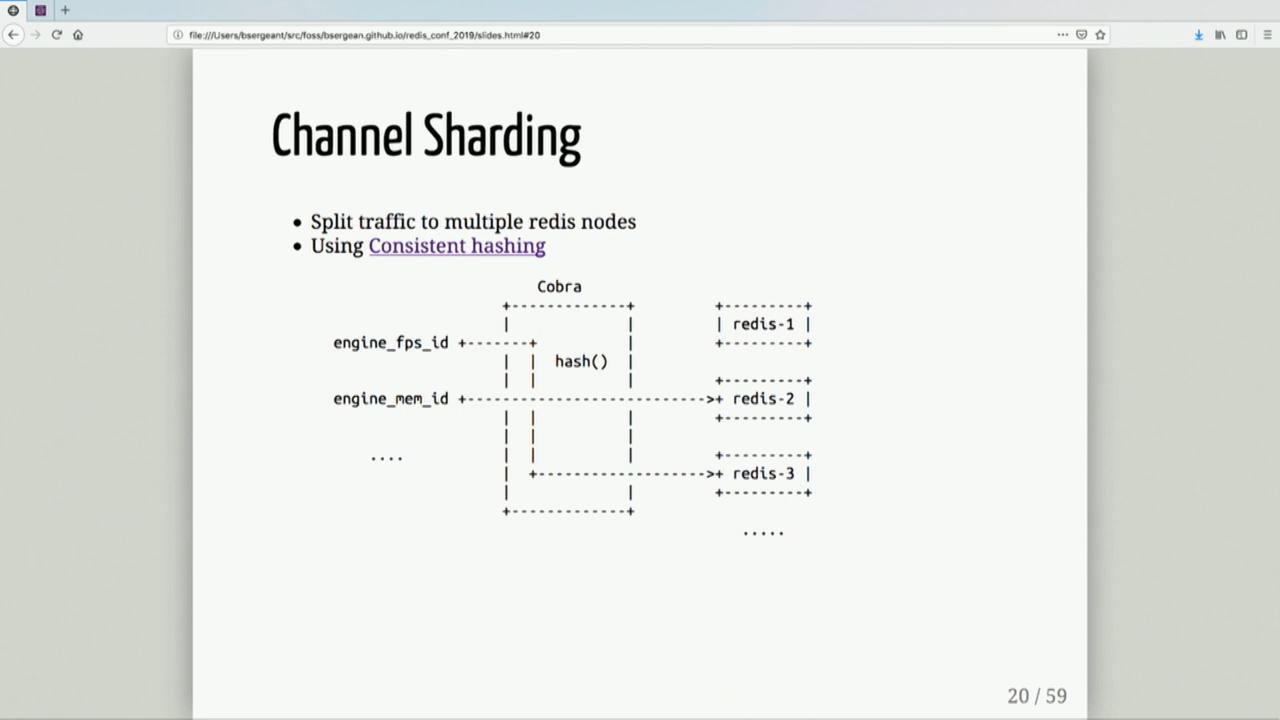 file:///Users/bsergeant/src/foss/bsergean.github.io/redis_conf_2019/slides.html#20
Channel Sharding
Split traffic to multiple redis nodes
Using Consistent hashing
Cobra
redis-1
engine_fps_id
hash()
engine_mem_id
redis-2
....
redis-3
.....
20 / 59